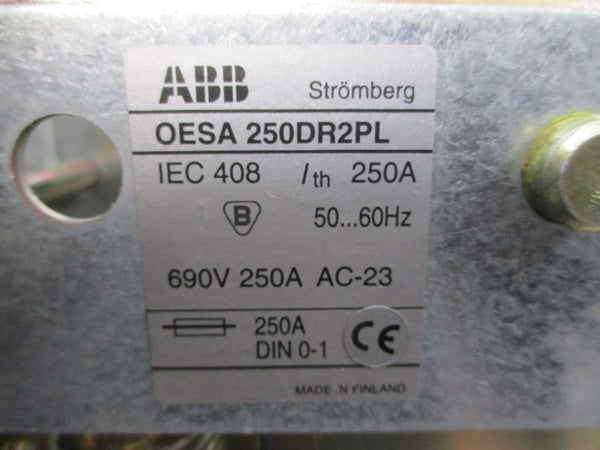 ABB Strömberg
OESA 250DR2PL
IEC 408 Ith 250A
B 50...60Hz
690V 250A AC-23
250A
DIN 0-1 CE
MADE IN FINLAND